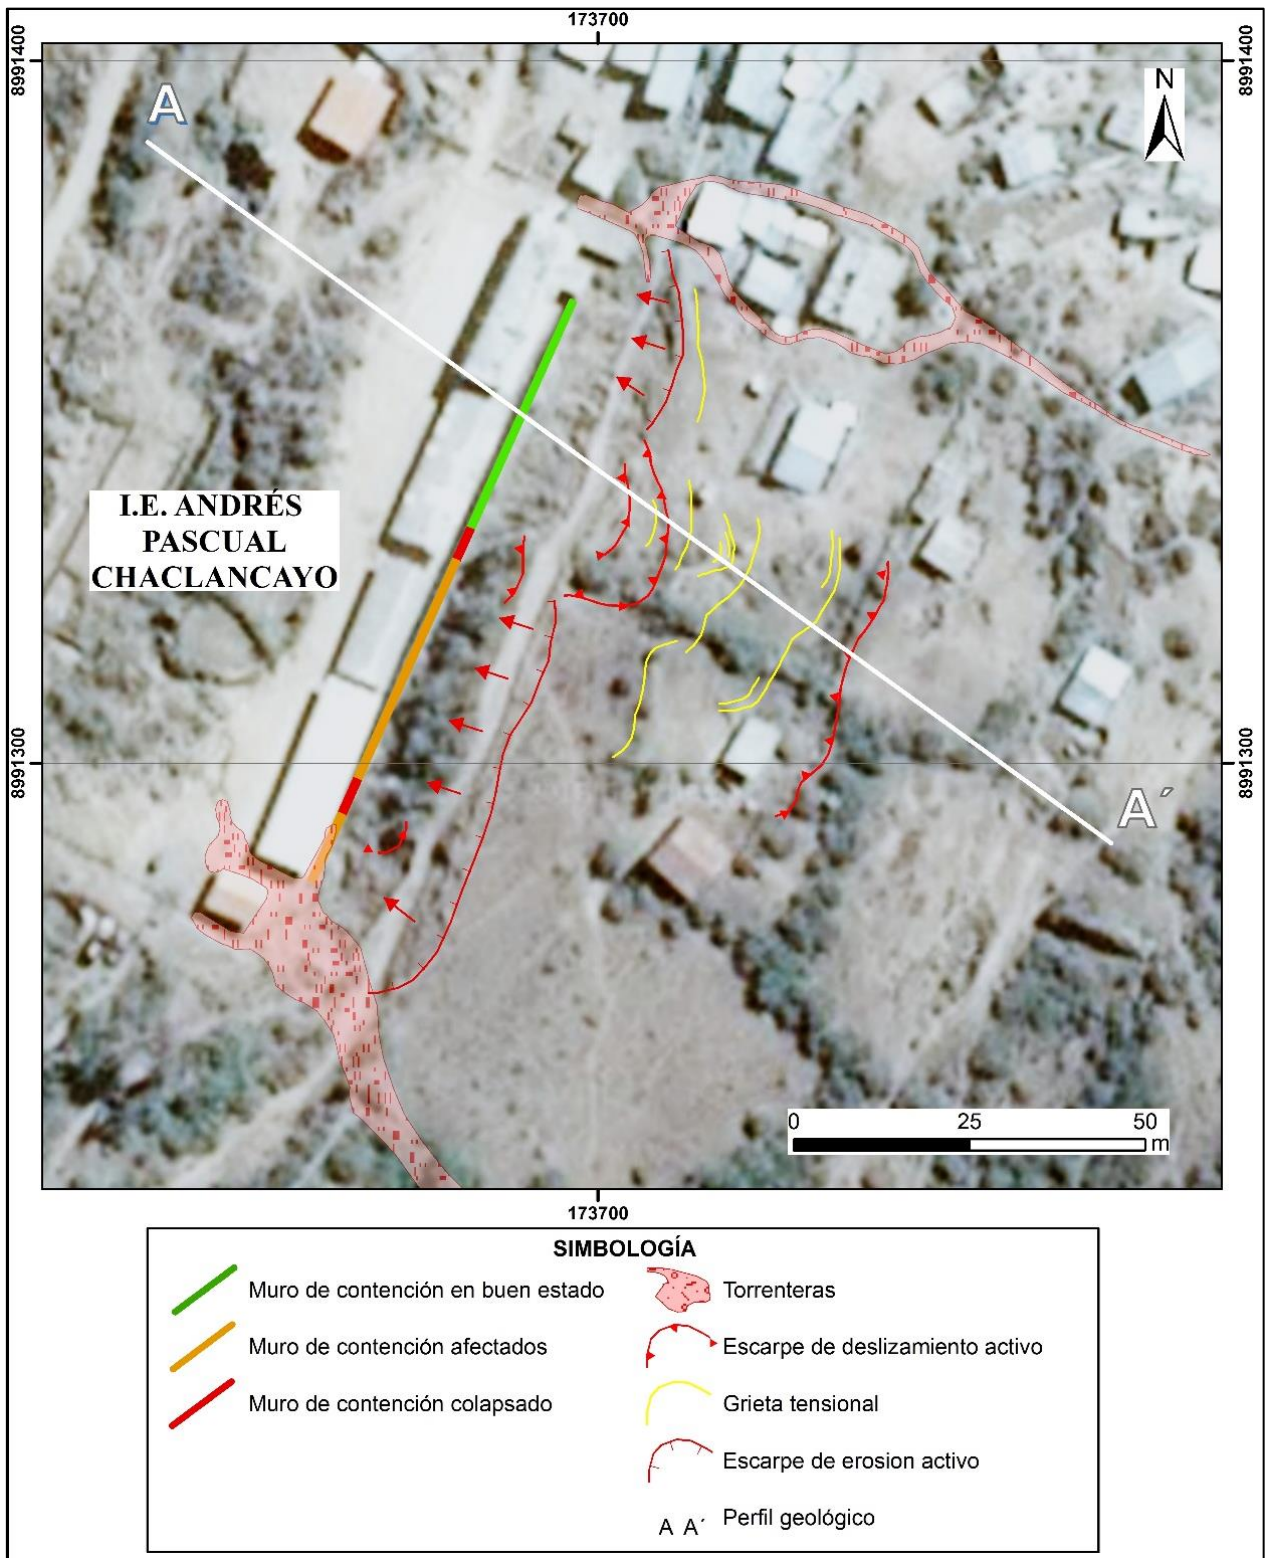 173700
8991400
8991400
A
N
I.E. ANDRÉS
PASCUAL
CHACLANCAYO
8991300
8991300
A´
0 25 50
m
173700
SIMBOLOGÍA
Muro de contención en buen estado
Muro de contención afectados
Muro de contención colapsado
Torrenteras
Escarpe de deslizamiento activo
Grieta tensional
Escarpe de erosion activo
A A´ Perfil geológico